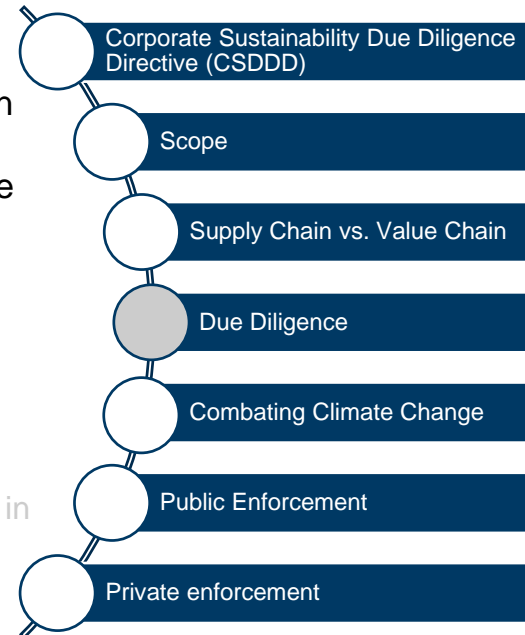 Corporate Sustainability Due Diligence
Directive (CSDDD)
Scope
Supply Chain vs. Value Chain
Due Diligence
Combating Climate Change
in
Public Enforcement
Private enforcement